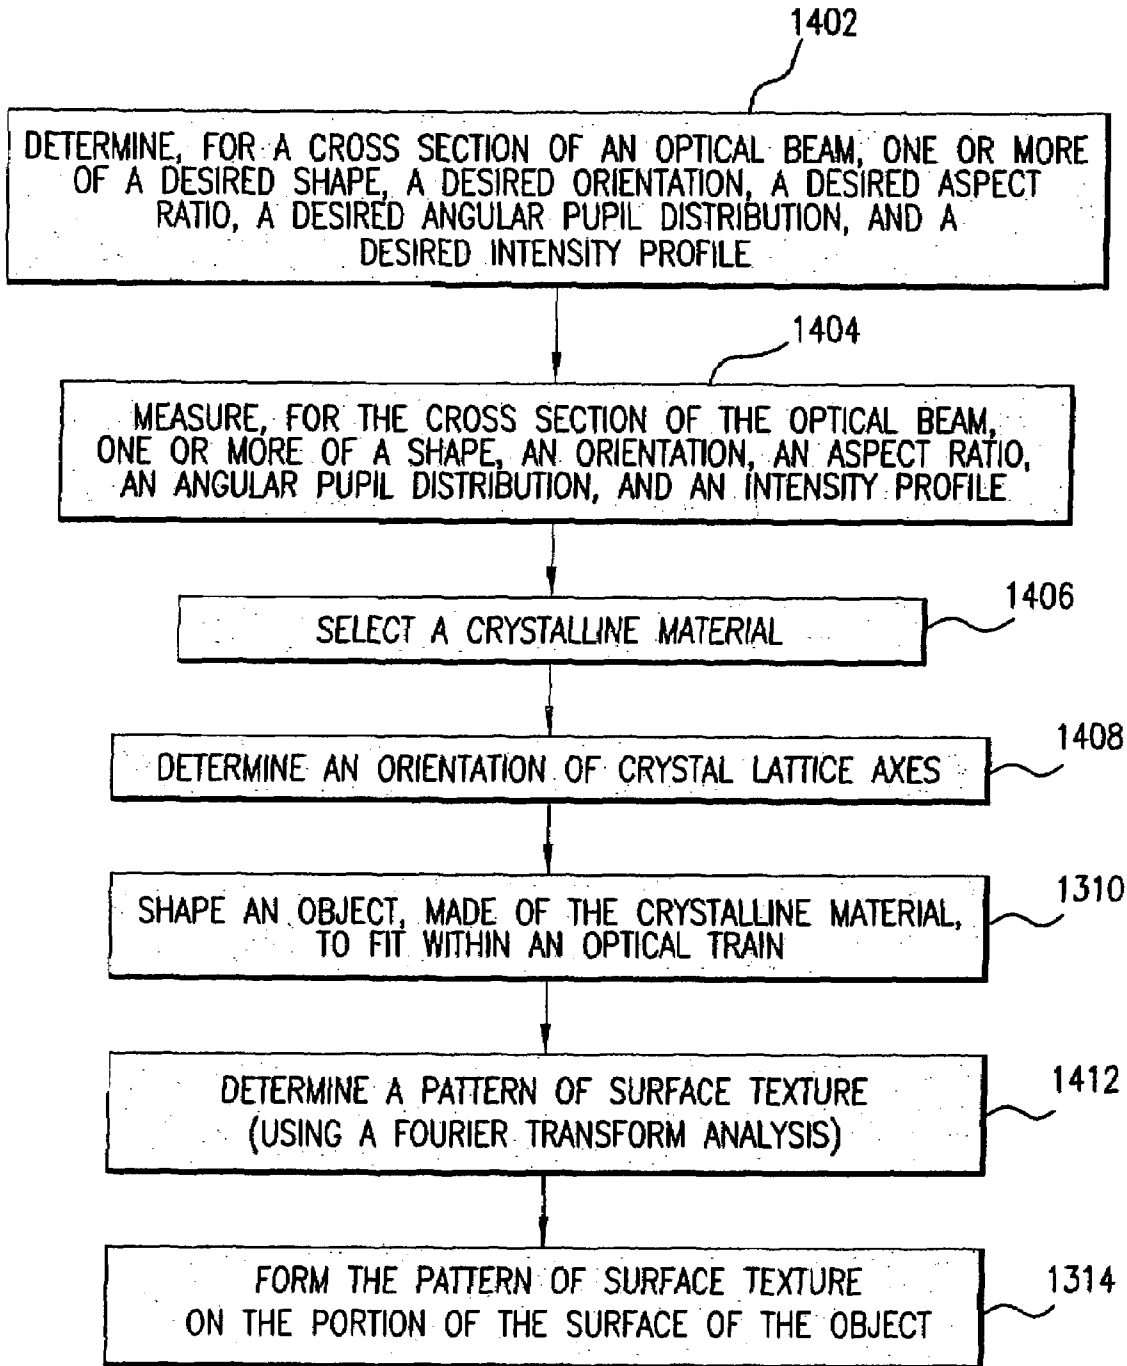 1402
DETERMINE, FOR A CROSS SECTION OF AN OPTICAL BEAM, ONE OR MORE
OF A DESIRED SHAPE, A DESIRED ORIENTATION, A DESIRED ASPECT
RATIO, A DESIRED ANGULAR PUPIL DISTRIBUTION, AND A
DESIRED INTENSITY PROFILE
1404
MEASURE, FOR THE CROSS SECTION OF THE OPTICAL BEAM,
ONE OR MORE OF A SHAPE, AN ORIENTATION, AN ASPECT RATIO,
AN ANGULAR PUPIL DISTRIBUTION, AND AN INTENSITY PROFILE
1406
SELECT A CRYSTALLINE MATERIAL
1408
DETERMINE AN ORIENTATION OF CRYSTAL LATTICE AXES
1310
SHAPE AN OBJECT, MADE OF THE CRYSTALLINE MATERIAL,
TO FIT WITHIN AN OPTICAL TRAIN
1412
DETERMINE A PATTERN OF SURFACE TEXTURE
(USING A FOURIER TRANSFORM ANALYSIS)
1314
FORM THE PATTERN OF SURFACE TEXTURE
ON THE PORTION OF THE SURFACE OF THE OBJECT